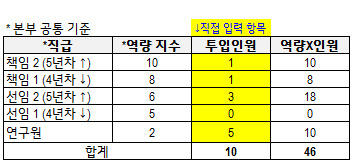 * 본부 공통 기준 ↓직접 입력 항목
*직급 *역량 지수 투입인원 역량X인원
책임 2 (5년차 ↑) 10 1 10
책임 1 (4년차 ↓) 8 1 8
선임 2 (5년차 ↑) 6 3 18
선임 1 (4년차 ↓) 5 0 0
연구원 2 5 10
합계 10 46